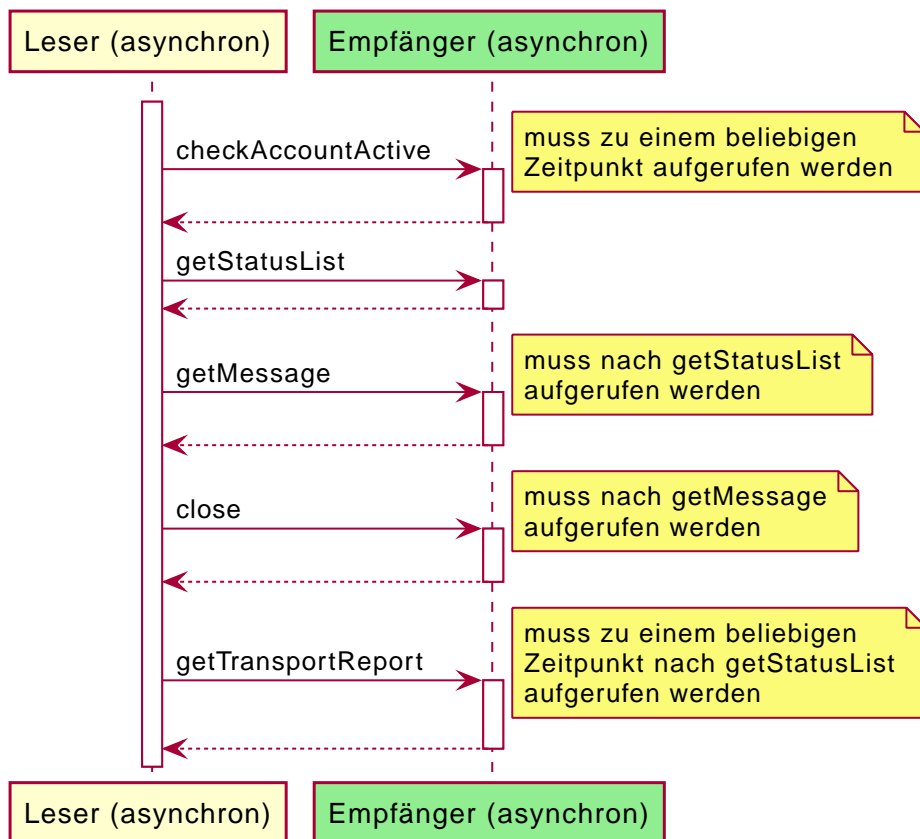 Leser (asynchron)
Empfänger (asynchron)
checkAccountActive
muss zu einem beliebigen
Zeitpunkt aufgerufen werden
getStatusList
getMessage
muss nach getStatusList
aufgerufen werden
close
muss nach getMessage
aufgerufen werden
getTransportReport
muss zu einem beliebigen
Zeitpunkt nach getStatusList
aufgerufen werden
Leser (asynchron)
Empfänger (asynchron)